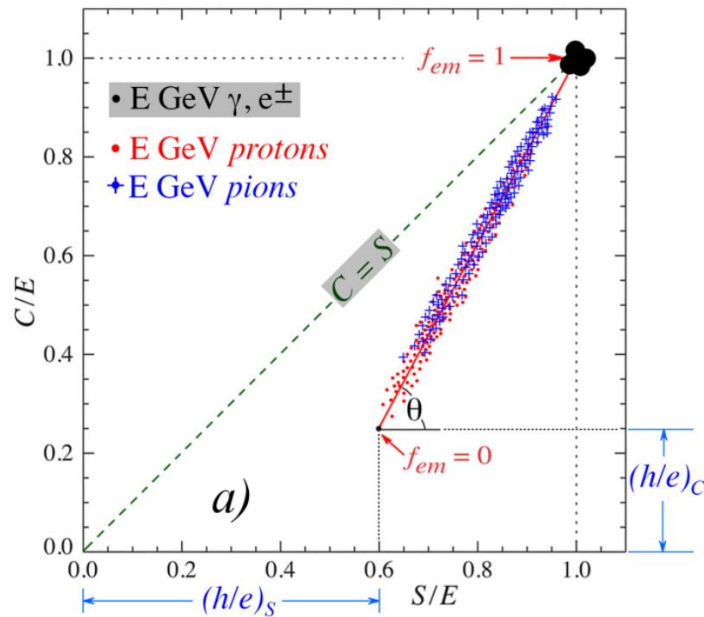 1.0
f_em = 1
• E GeV γ, e±
• E GeV protons
+ E GeV pions
0.8
0.6
C = S
C/E
0.4
θ
f_em = 0
0.2
(h/e)_C
a)
0.0
0.0 0.2 0.4 0.6 0.8 1.0
(h/e)_S
S/E